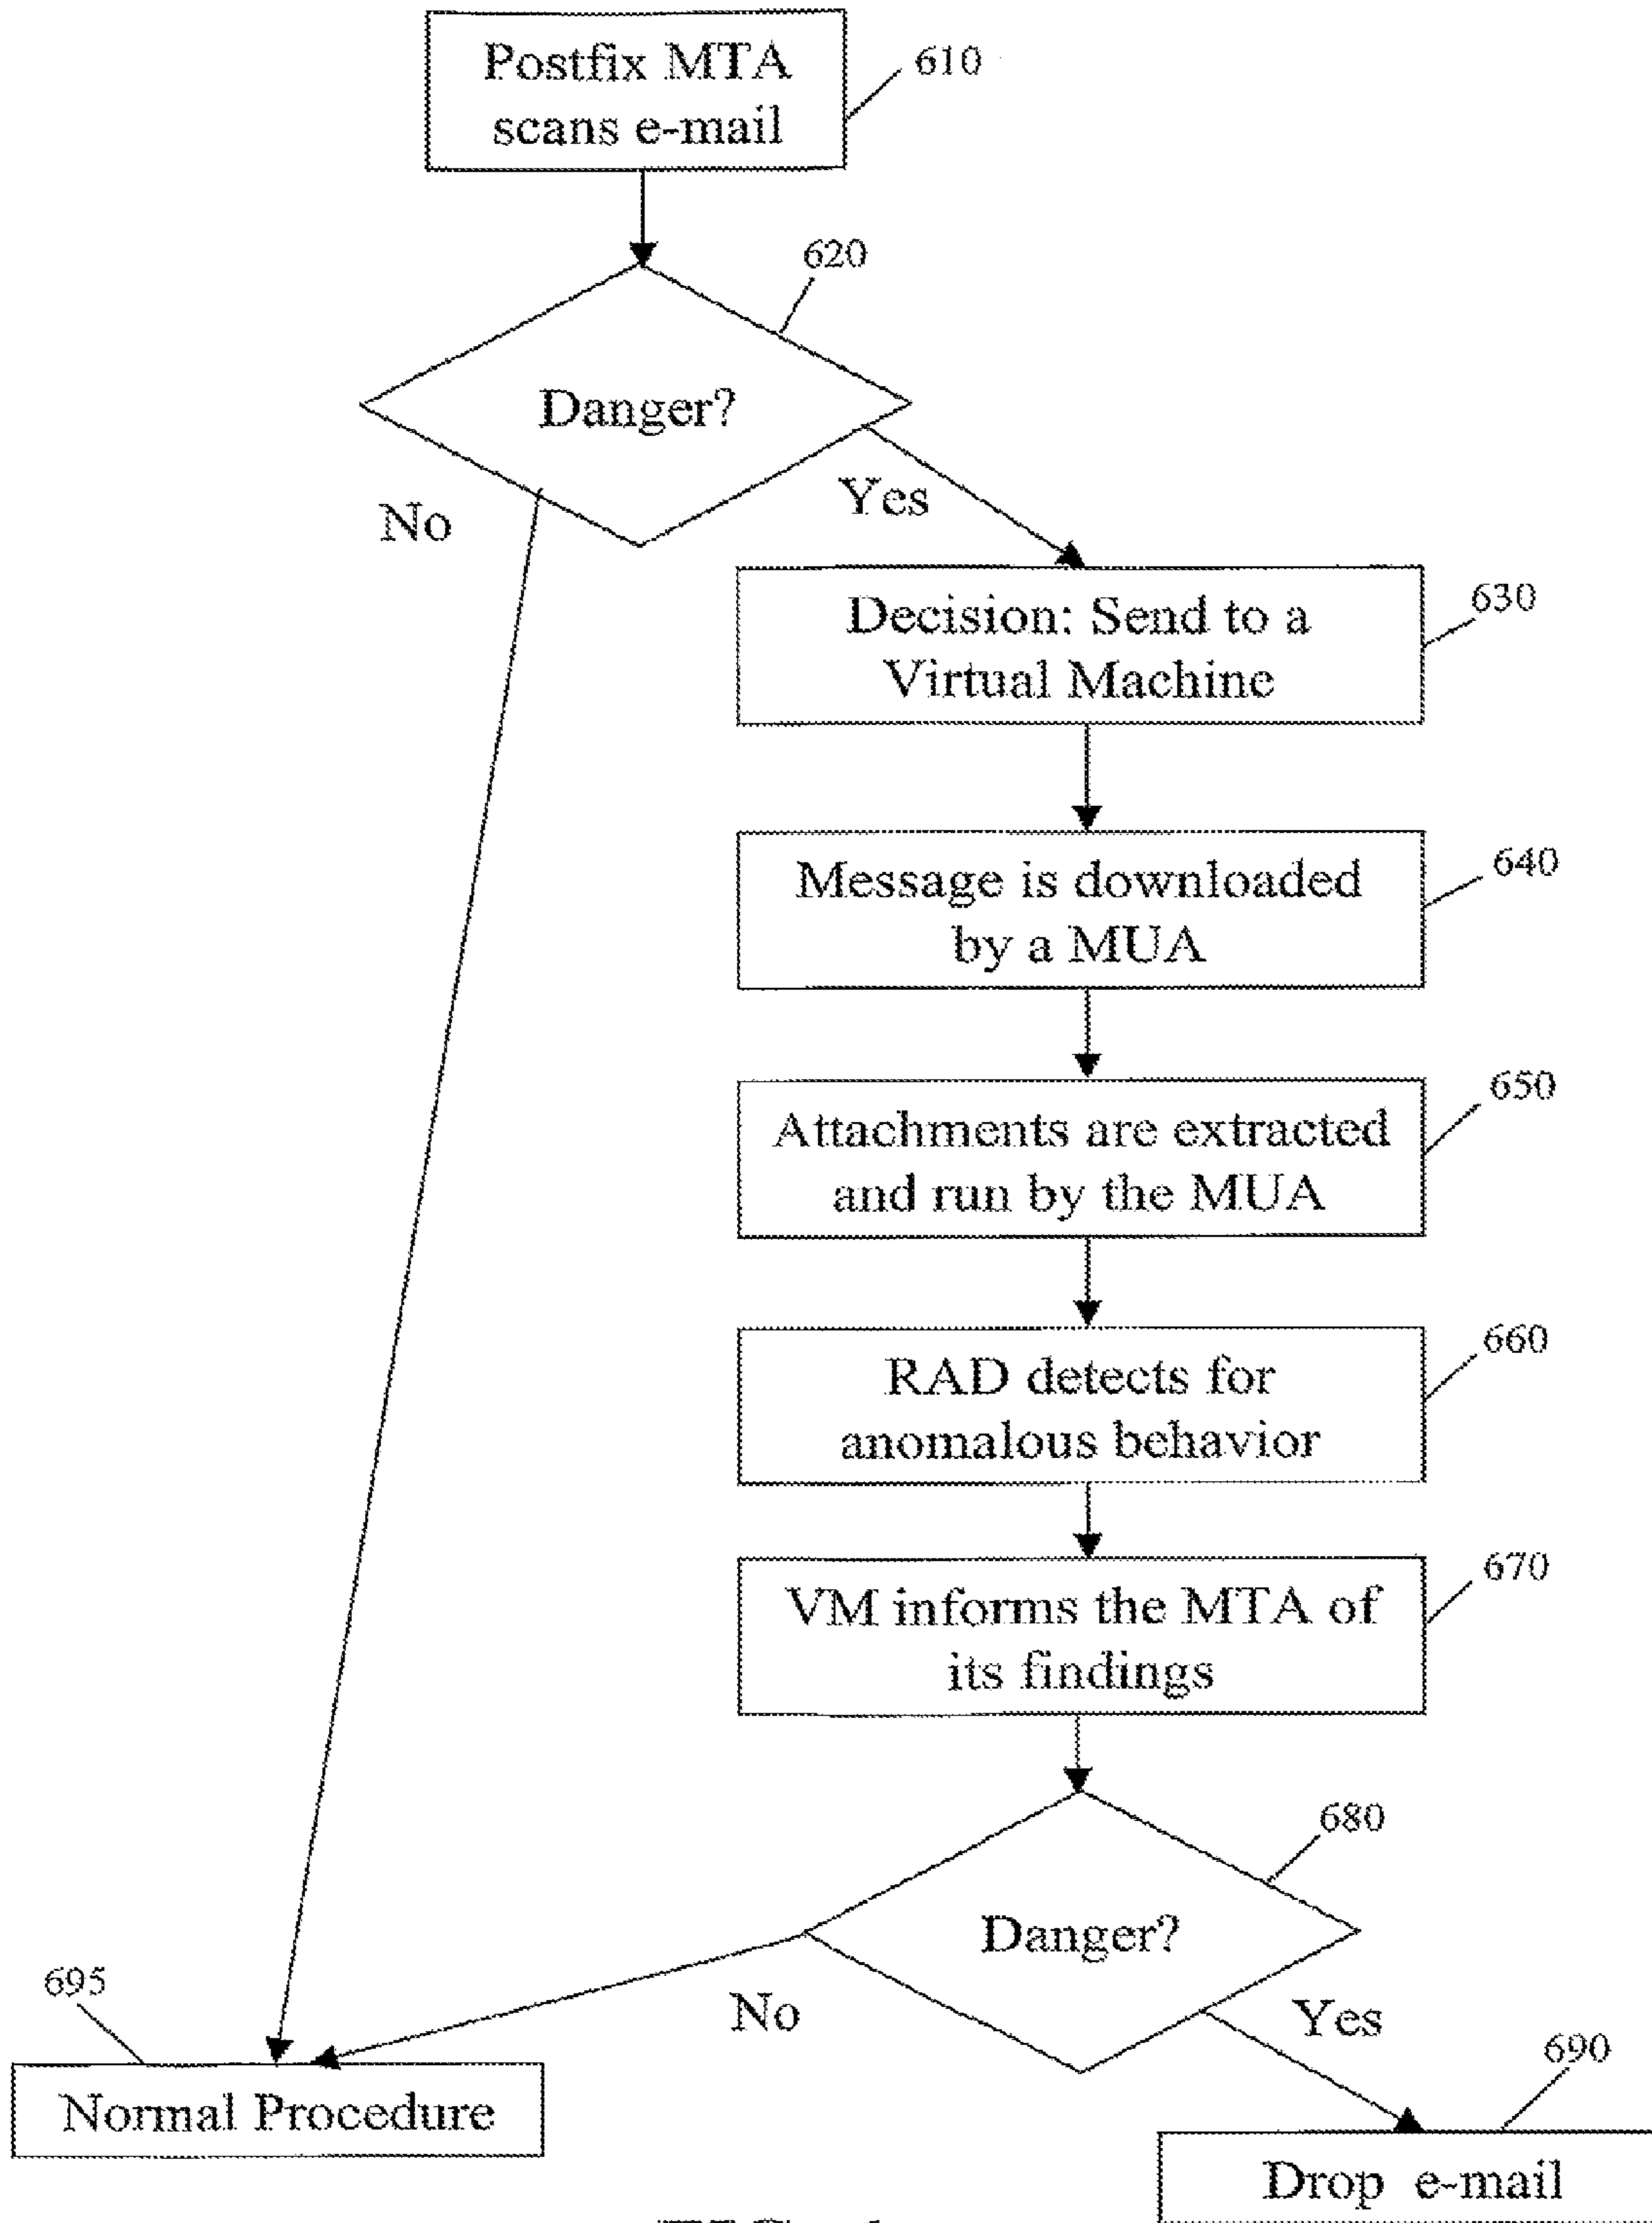 Postfix MTA
scans e-mail
610
620
Danger?
No
Yes
Decision: Send to a
Virtual Machine
630
Message is downloaded
by a MUA
640
Attachments are extracted
and run by the MUA
650
RAD detects for
anomalous behavior
660
VM informs the MTA of
its findings
670
680
Danger?
No
Yes
695
Normal Procedure
690
Drop e-mail